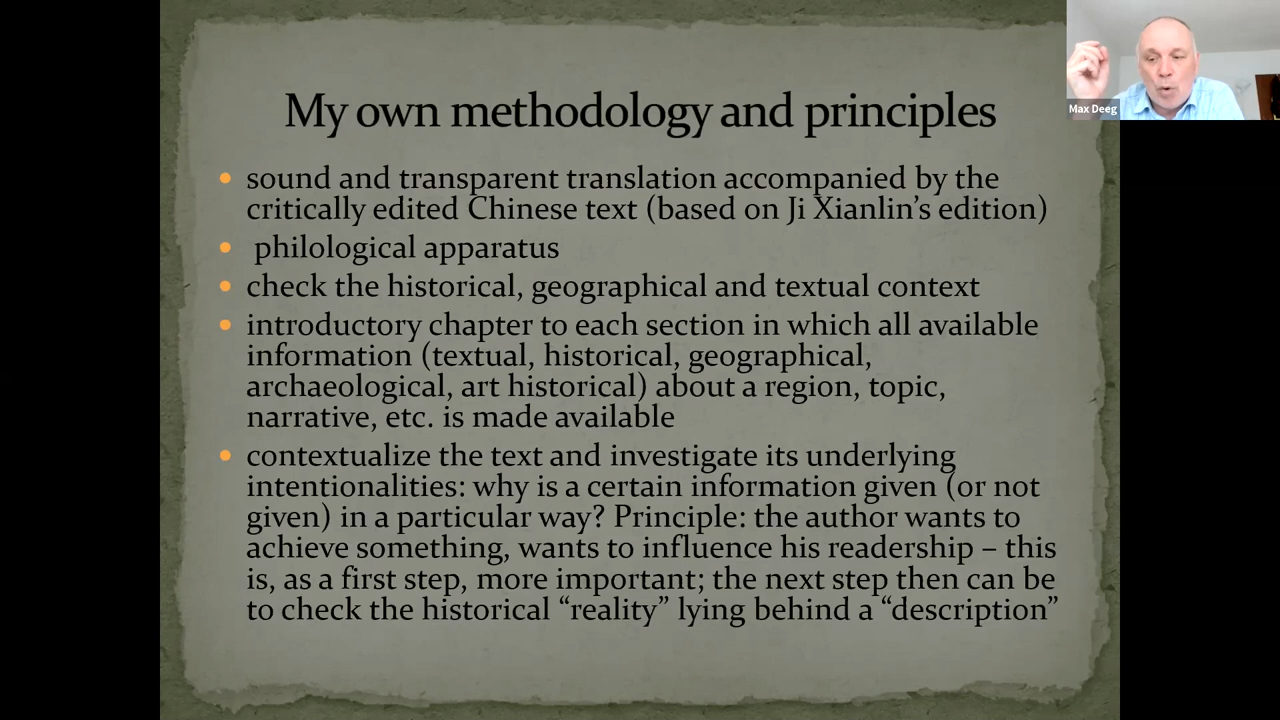 My own methodology and principles
sound and transparent translation accompanied by the
critically edited Chinese text (based on Ji Xianlin’s edition)
philological apparatus
check the historical, geographical and textual context
introductory chapter to each section in which all available
information (textual, historical, geographical,
archaeological, art historical) about a region, topic,
narrative, etc. is made available
contextualize the text and investigate its underlying
intentionalities: why is a certain information given (or not
given) in a particular way? Principle: the author wants to
achieve something, wants to influence his readership – this
is, as a first step, more important; the next step then can be
to check the historical “reality” lying behind a “description”
Max Deeg